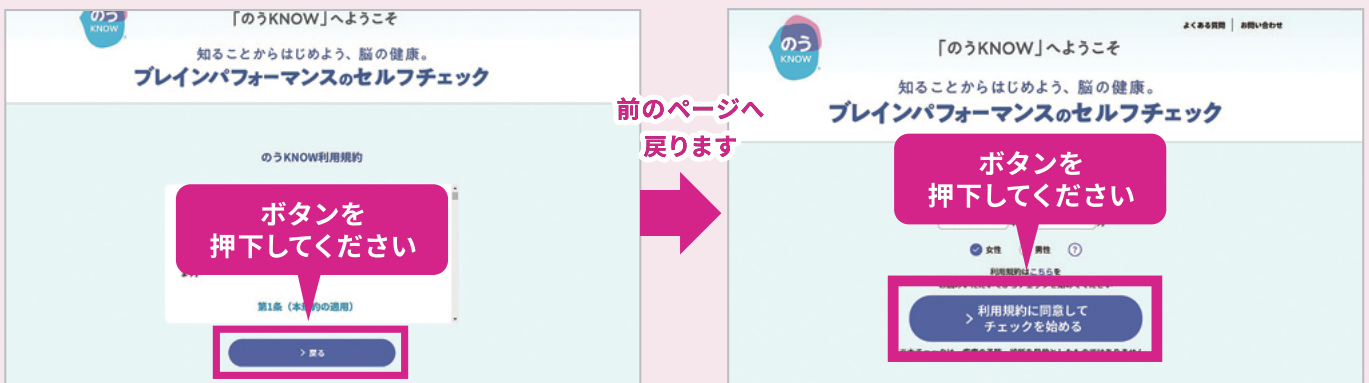 のう
KNOW
「のうKNOW」へようこそ
知ることからはじめよう、脳の健康。
ブレインパフォーマンスのセルフチェック
のうKNOW利用規約
ボタンを
押下してください
第1条（本規約の適用）
> 戻る
前のページへ
戻ります
のう
KNOW
よくある質問 | お問い合わせ
「のうKNOW」へようこそ
知ることからはじめよう、脳の健康。
ブレインパフォーマンスのセルフチェック
ボタンを
押下してください
女性 男性 ?
利用規約はこちらを
> 利用規約に同意して
チェックを始める